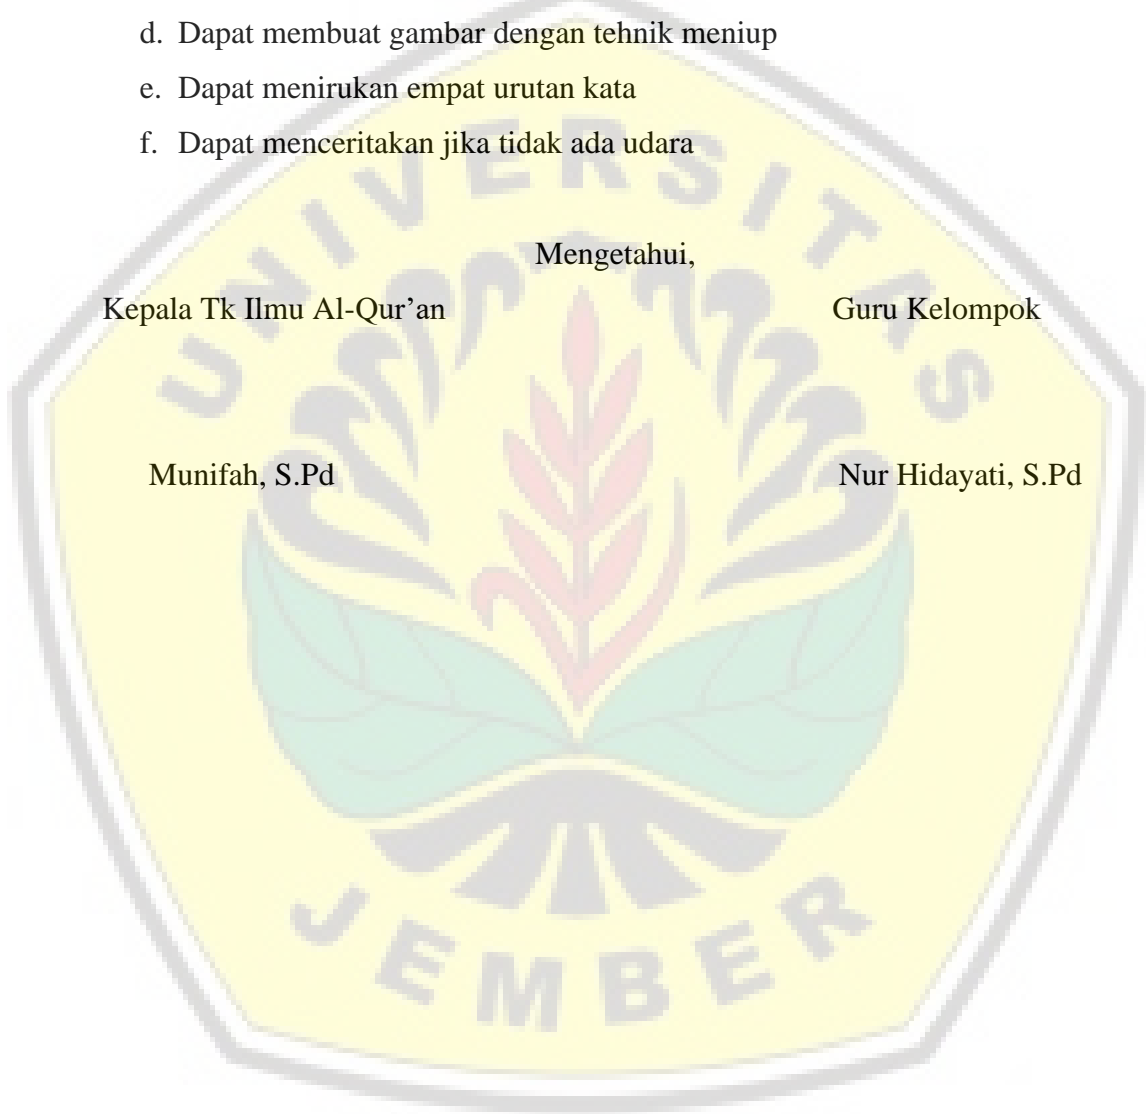 d. Dapat membuat gambar dengan tehnik meniup
e. Dapat menirukan empat urutan kata
f. Dapat menceritakan jika tidak ada udara
Mengetahui,
Kepala Tk Ilmu Al-Qur’an Guru Kelompok
Munifah, S.Pd Nur Hidayati, S.Pd
UNIVERSITAS
JEMBER